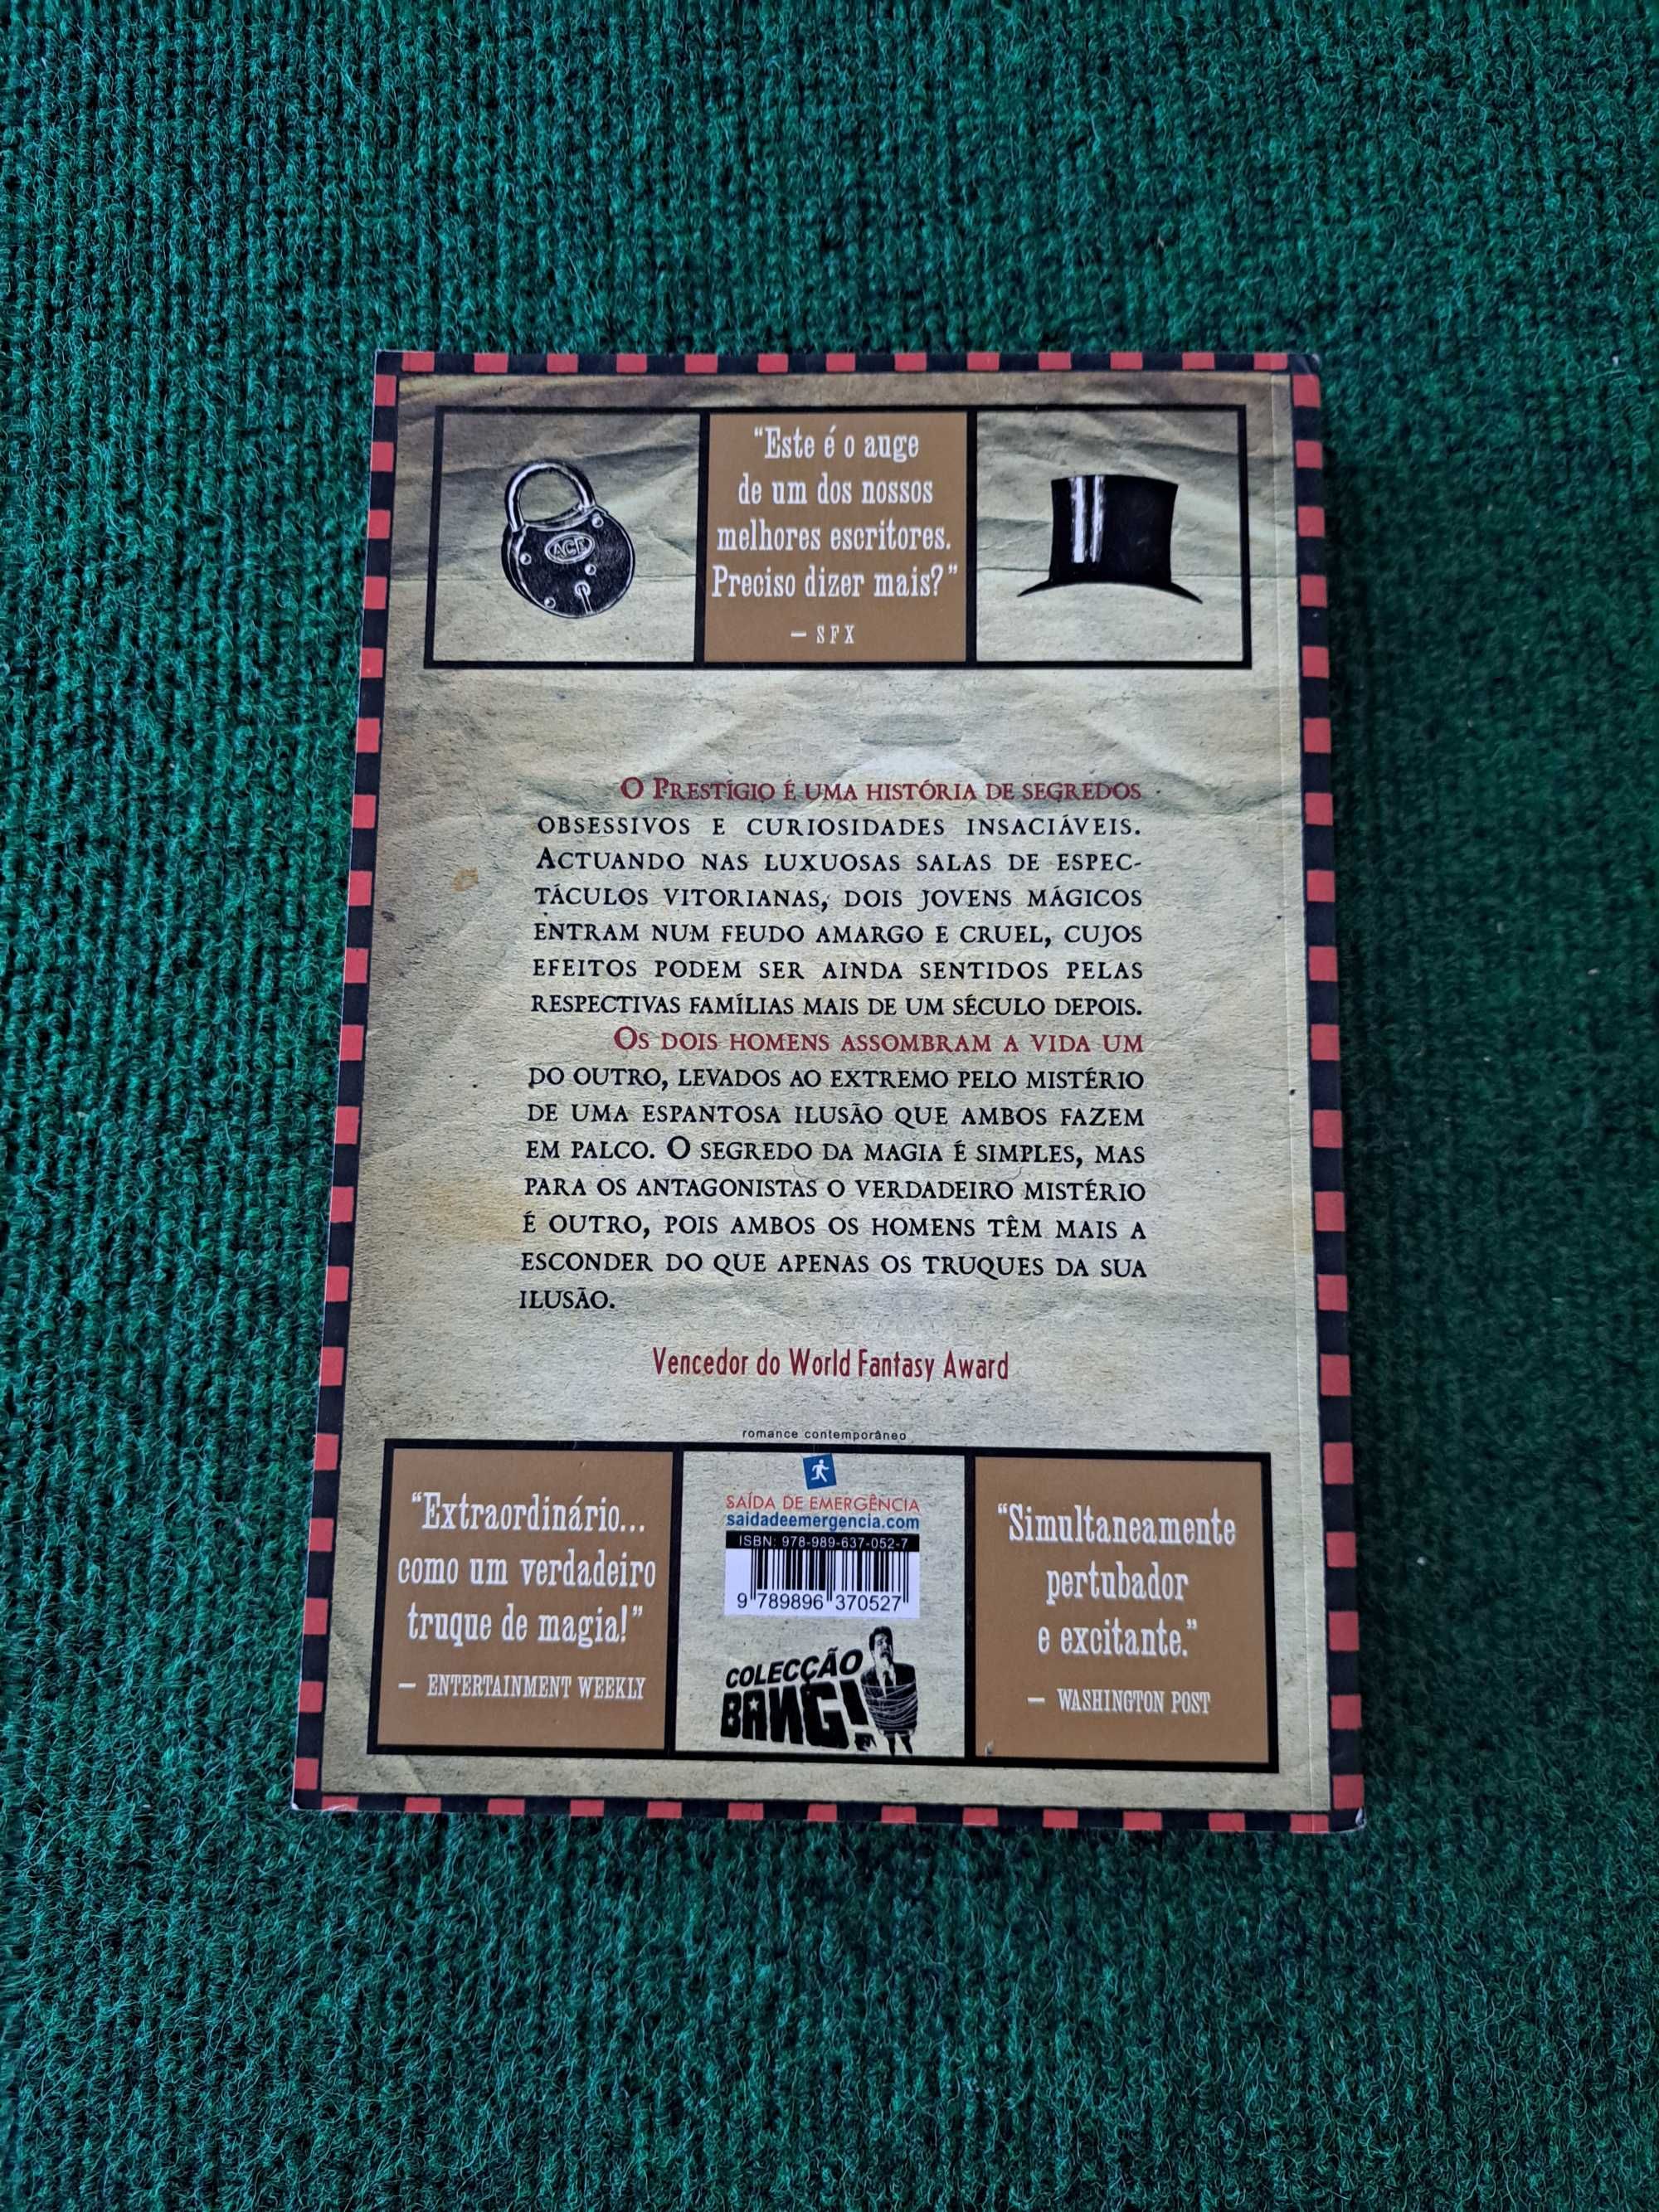 “Este é o auge
de um dos nossos
melhores escritores.
Preciso dizer mais?”
— SFX
ACE
O Prestígio é uma história de segredos
obsessivos e curiosidades insaciáveis.
Actuando nas luxuosas salas de espec-
táculos vitorianas, dois jovens mágicos
entram num feudo amargo e cruel, cujos
efeitos podem ser ainda sentidos pelas
respectivas famílias mais de um século depois.
Os dois homens assombram a vida um
do outro, levados ao extremo pelo mistério
de uma espantosa ilusão que ambos fazem
em palco. O segredo da magia é simples, mas
para os antagonistas o verdadeiro mistério
é outro, pois ambos os homens têm mais a
esconder do que apenas os truques da sua
ilusão.
Vencedor do World Fantasy Award
romance contemporâneo
“Extraordinário...
como um verdadeiro
truque de magia!”
— ENTERTAINMENT WEEKLY
SAÍDA DE EMERGÊNCIA
saidadeemergencia.com
ISBN: 978-989-637-052-7
9 789896 370527
COLECÇÃO
BANG!
“Simultaneamente
pertubador
e excitante.”
— WASHINGTON POST